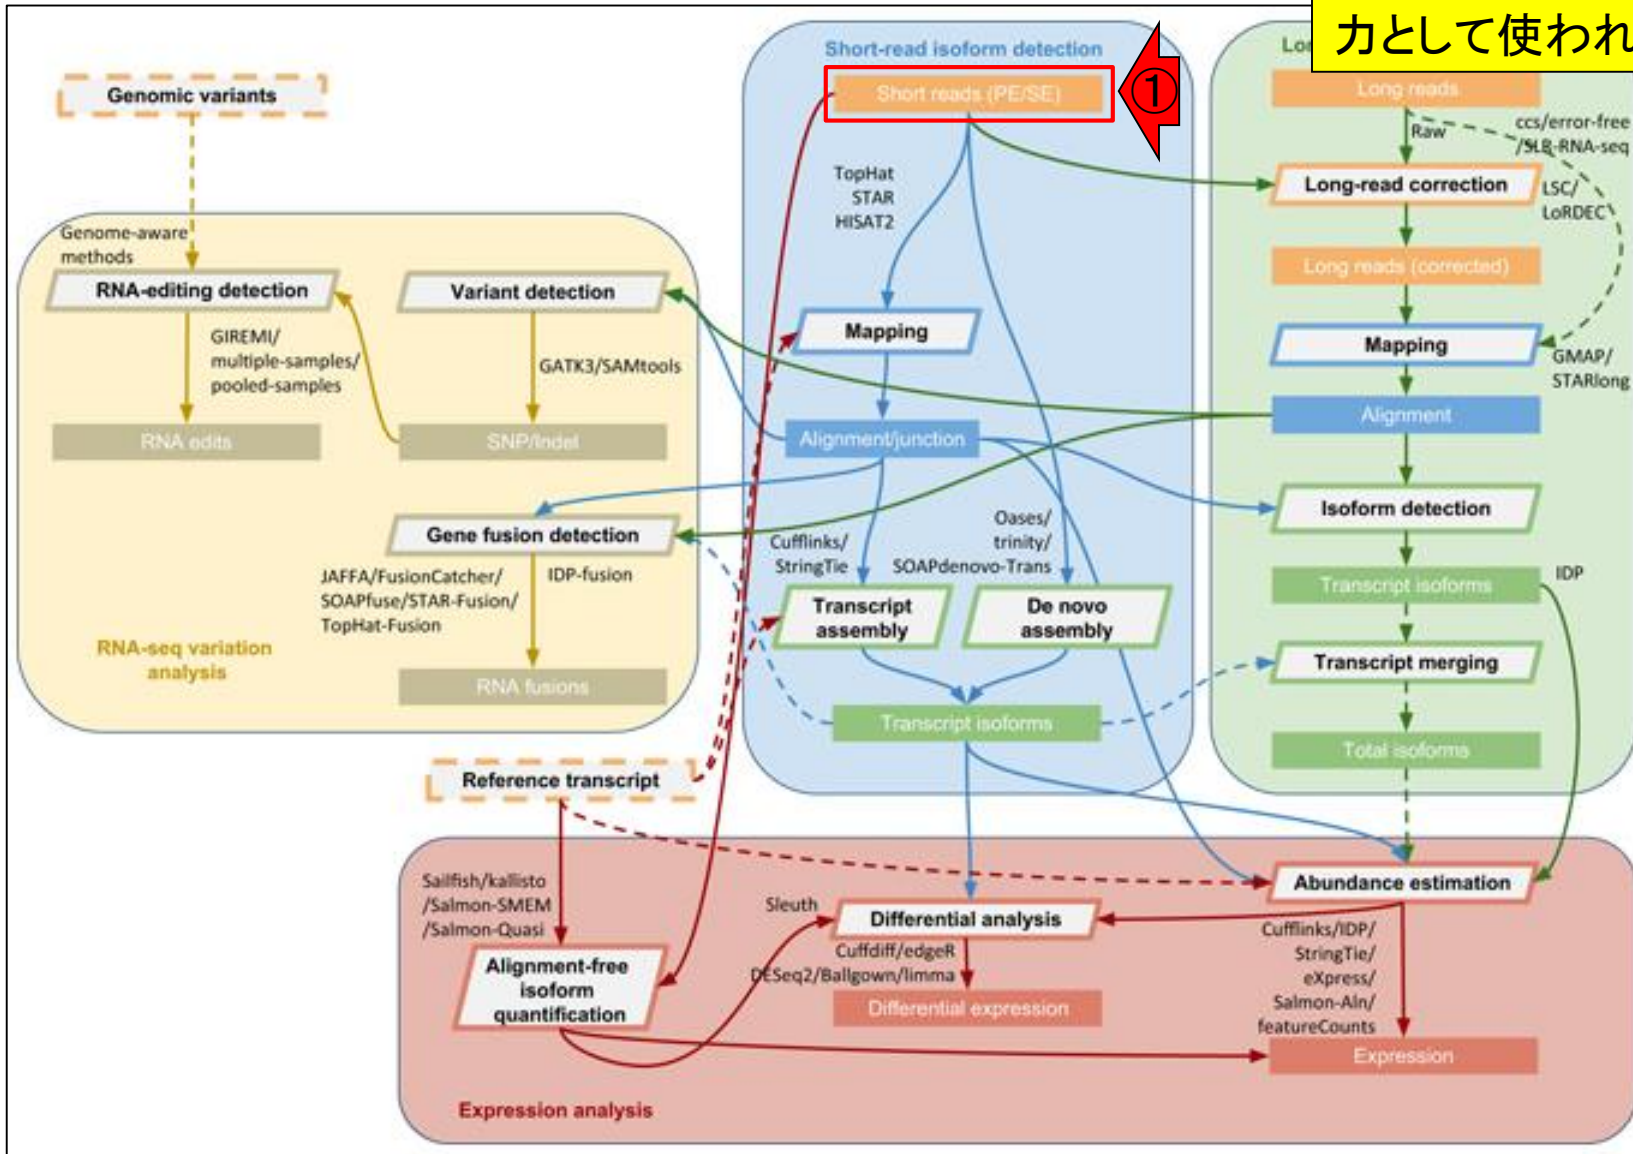 力として使われ
Genomic variants
Genome-aware
methods
RNA-editing detection
Variant detection
GIREMI/
multiple-samples/
pooled-samples
GATK3/SAMtools
RNA edits
SNP/Indel
Gene fusion detection
JAFFA/FusionCatcher/
SOAPfuse/STAR-Fusion/
TopHat-Fusion
IDP-fusion
RNA-seq variation
analysis
RNA fusions
Short-read isoform detection
Short reads (PE/SE)
①
TopHat
STAR
HISAT2
Mapping
Alignment/junction
Cufflinks/
StringTie
Oases/
trinity/
SOAPdenovo-Trans
Transcript
assembly
De novo
assembly
Transcript isoforms
Long reads
Raw
ccs/error-free
/SLR-RNA-seq
Long-read correction
LSC/
LoRDEC
Long reads (corrected)
Mapping
GMAP/
STARlong
Alignment
Isoform detection
Transcript isoforms
IDP
Transcript merging
Total isoforms
Reference transcript
Sailfish/kallisto
/Salmon-SMEM
/Salmon-Quasi
Alignment-free
isoform
quantification
Sleuth
Differential analysis
Cuffdiff/edgeR
DESeq2/Ballgown/limma
Differential expression
Abundance estimation
Cufflinks/IDP/
StringTie/
eXpress/
Salmon-Aln/
featureCounts
Expression
Expression analysis